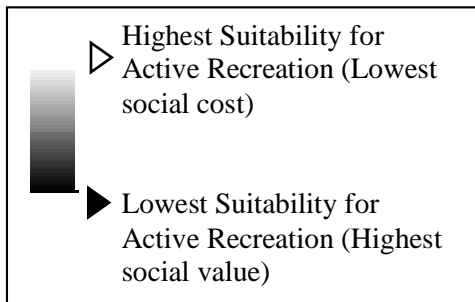 Highest Suitability for
Active Recreation (Lowest
social cost)
Lowest Suitability for
Active Recreation (Highest
social value)